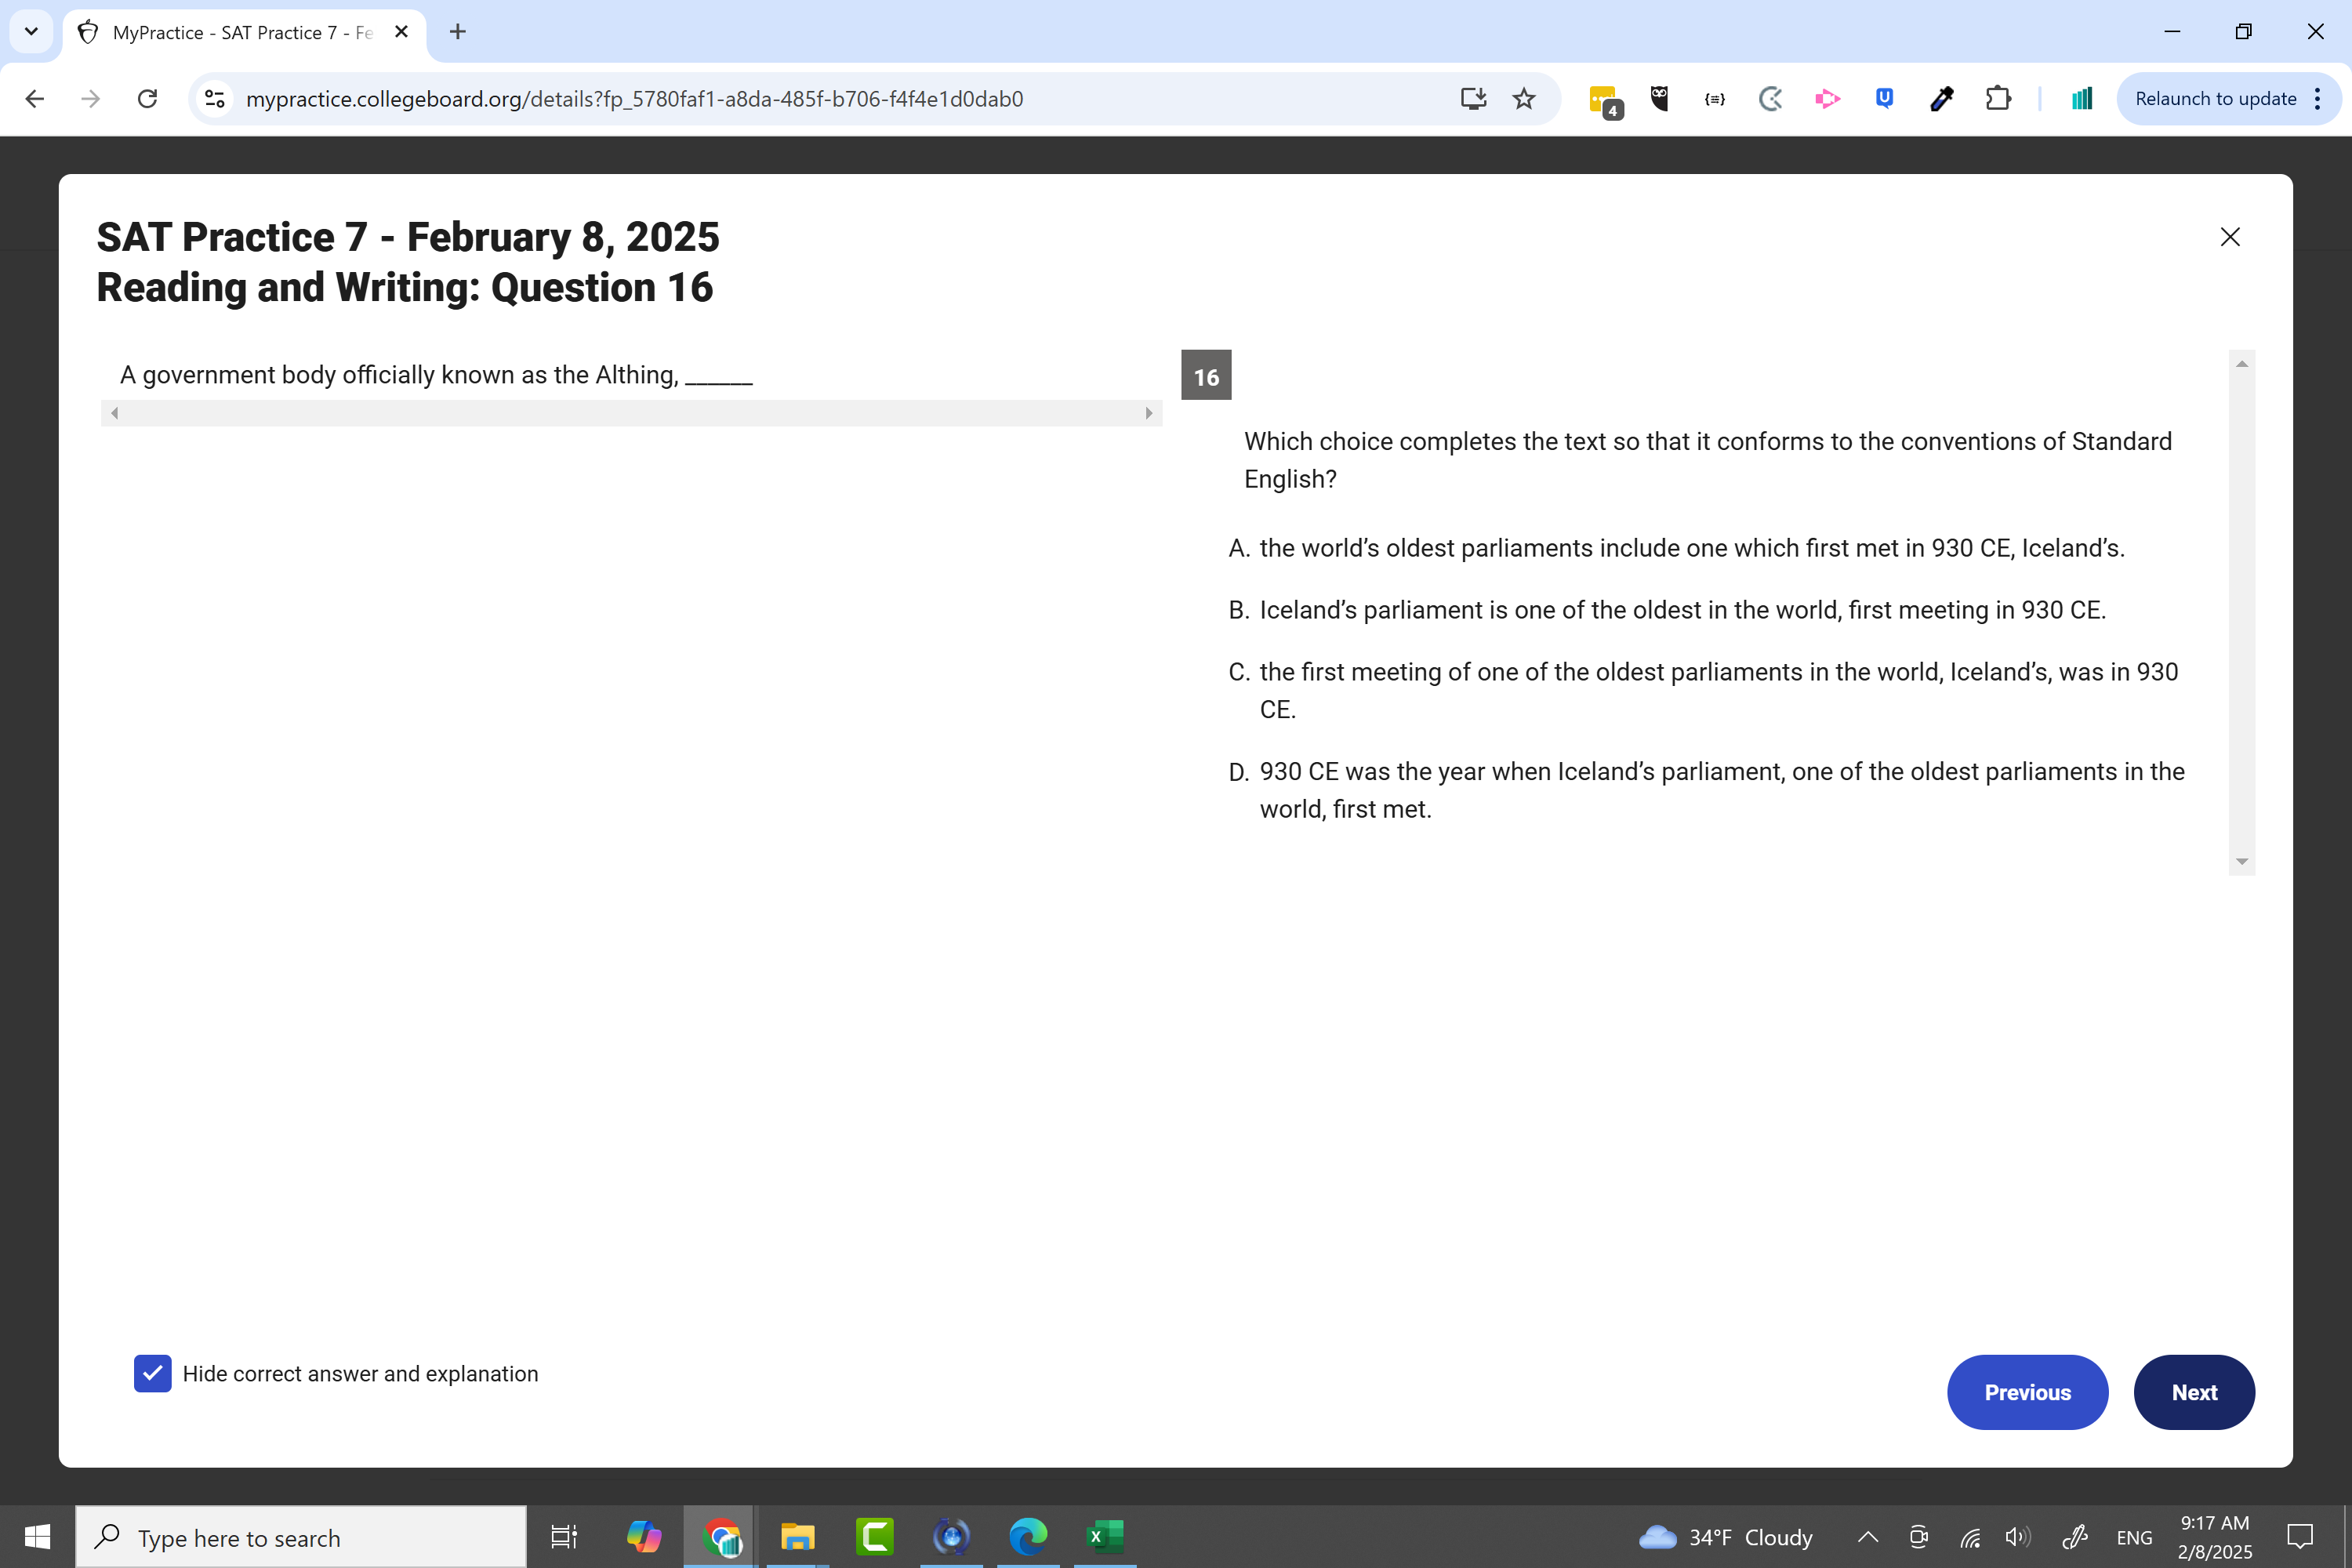 MyPractice - SAT Practice 7 - Fe
mypractice.collegeboard.org/details?fp_5780faf1-a8da-485f-b706-f4f4e1d0dab0
4
Relaunch to update
SAT Practice 7 - February 8, 2025
Reading and Writing: Question 16
A government body officially known as the Althing, ______
16
Which choice completes the text so that it conforms to the conventions of Standard
English?
A. the world’s oldest parliaments include one which first met in 930 CE, Iceland’s.
B. Iceland’s parliament is one of the oldest in the world, first meeting in 930 CE.
C. the first meeting of one of the oldest parliaments in the world, Iceland’s, was in 930
CE.
D. 930 CE was the year when Iceland’s parliament, one of the oldest parliaments in the
world, first met.
Hide correct answer and explanation
Previous
Next
Type here to search
34°F Cloudy
ENG
9:17 AM
2/8/2025